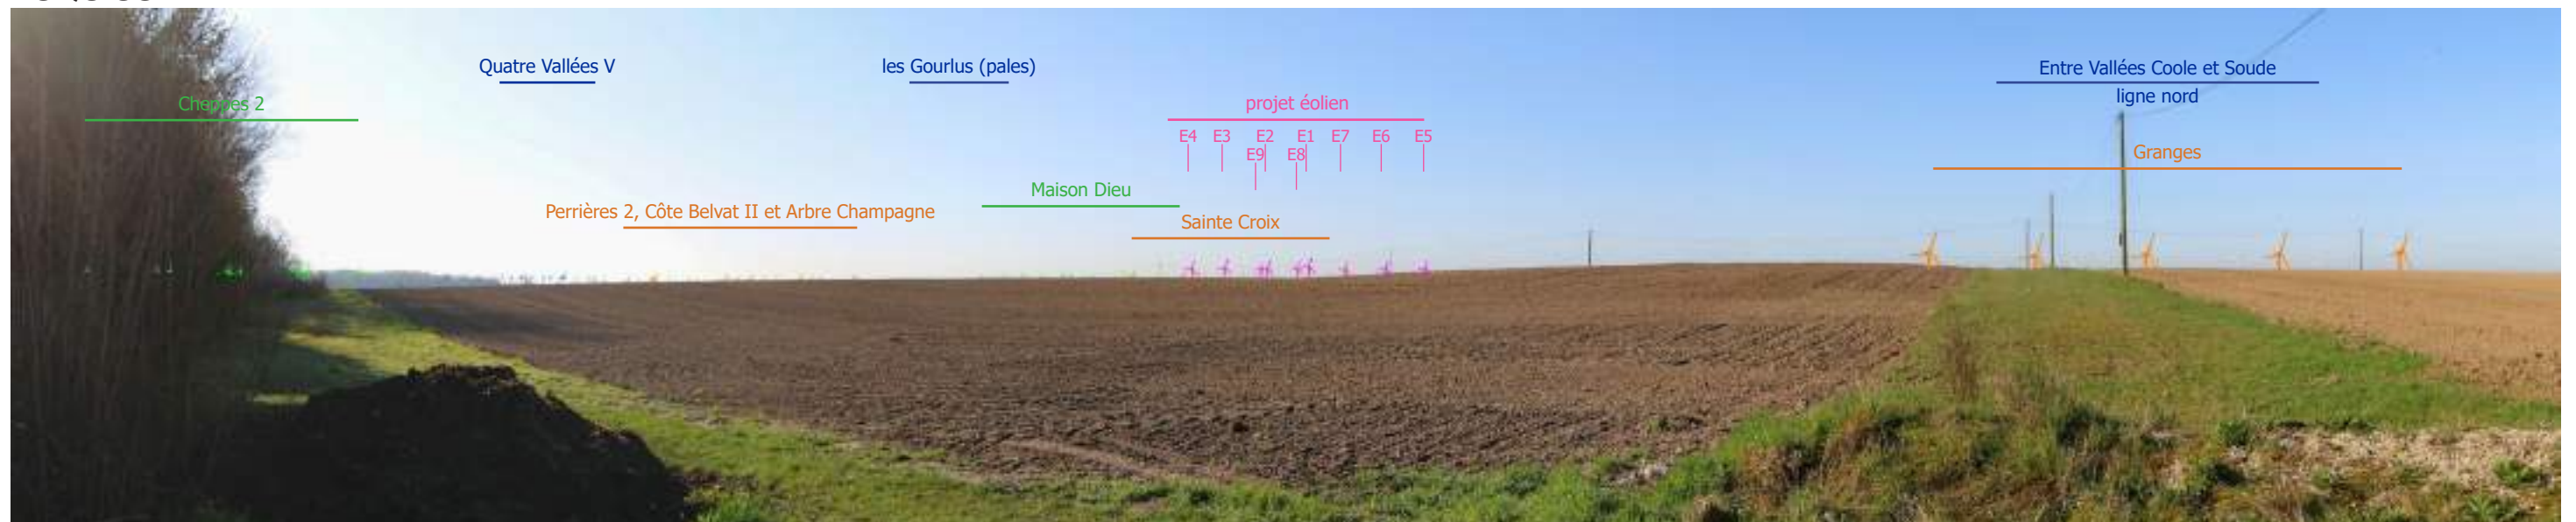 Quatre Vallées V
les Gourlus (pales)
Entre Vallées Coole et Soude
ligne nord
Cheppes 2
projet éolien
E4 E3 E2 E1 E7 E6 E5
E9 E8
Granges
Maison Dieu
Perrières 2, Côte Belvat II et Arbre Champagne
Sainte Croix